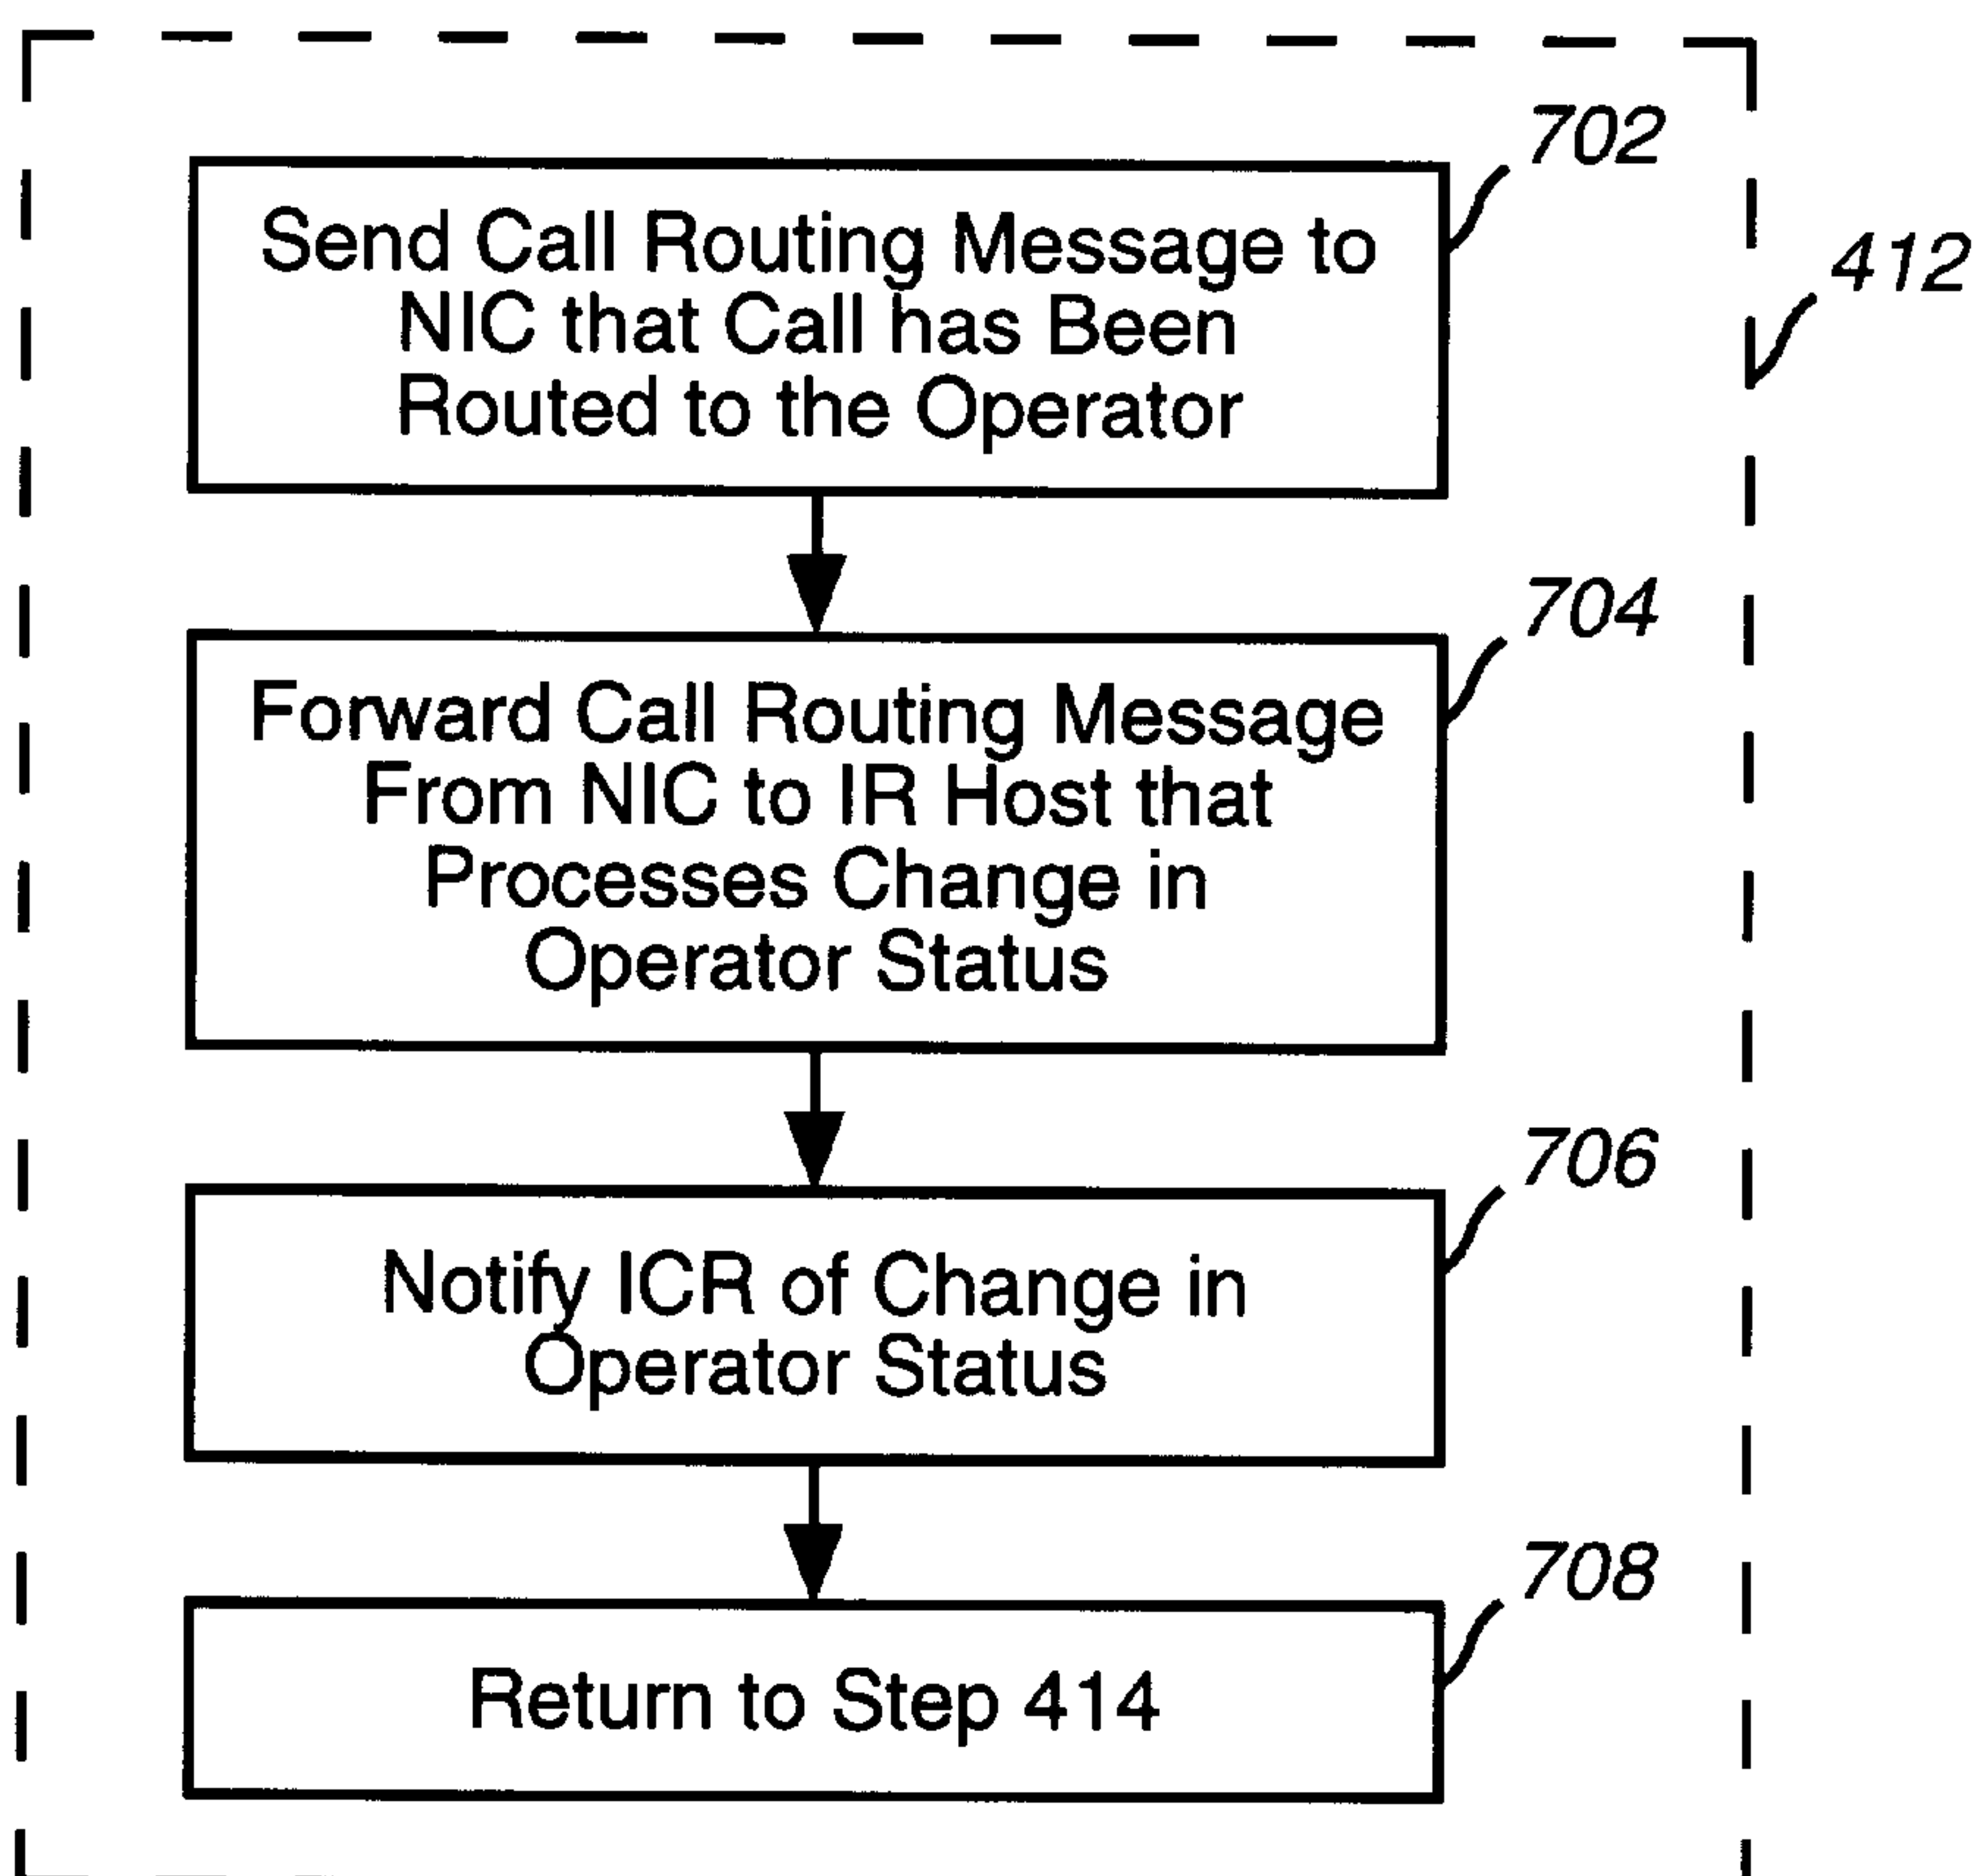 702
Send Call Routing Message to
NIC that Call has Been
Routed to the Operator
412
704
Forward Call Routing Message
From NIC to IR Host that
Processes Change in
Operator Status
706
Notify ICR of Change in
Operator Status
708
Return to Step 414